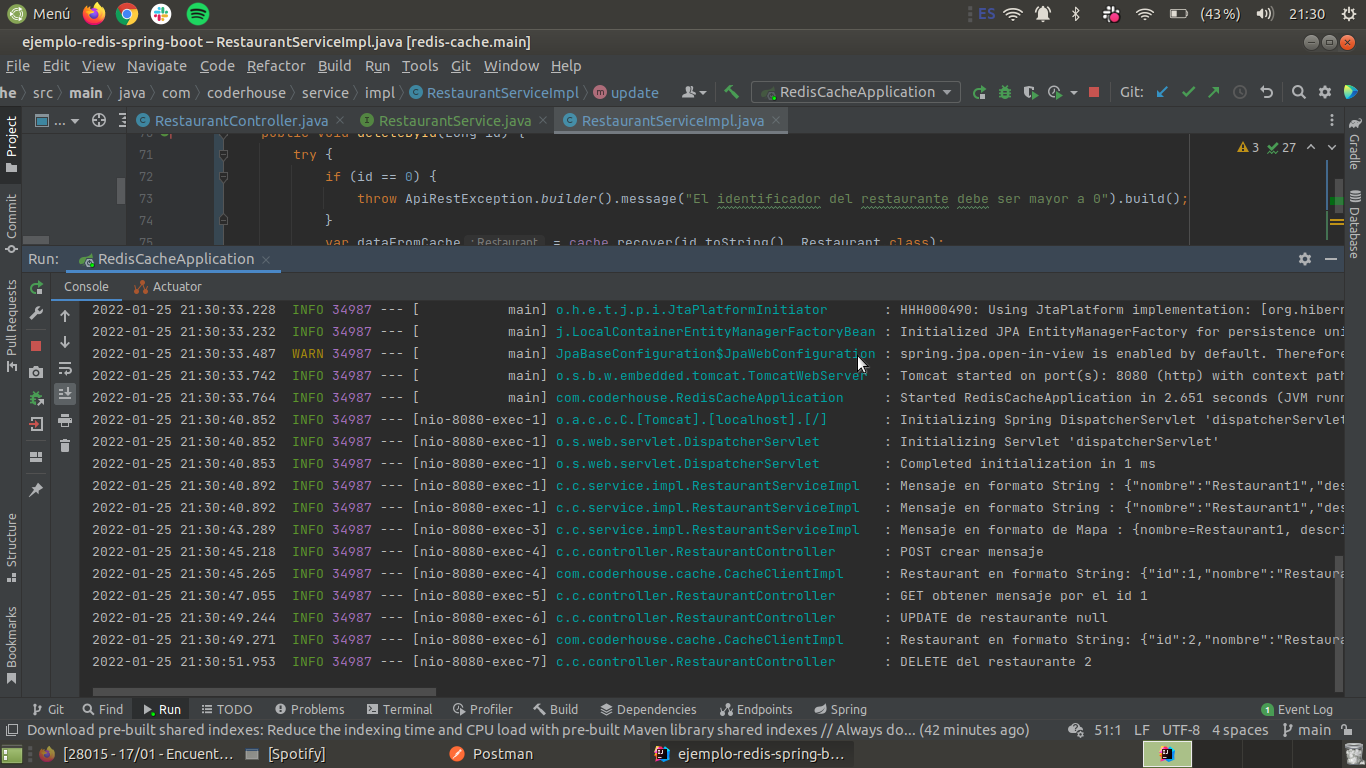 Menú ES (43 %) 21:30
ejemplo-redis-spring-boot – RestaurantServiceImpl.java [redis-cache.main]
File Edit View Navigate Code Refactor Build Run Tools Git Window Help
he src main java com coderhouse service impl RestaurantServiceImpl update RedisCacheApplication Git:
Project ... RestaurantController.java RestaurantService.java RestaurantServiceImpl.java Gradle
public void deleteById(Long id) {
71 try { 3 27
72 if (id == 0) {
73 throw ApiRestException.builder().message("El identificador del restaurante debe ser mayor a 0").build();
74 }
75 var dataFromCache : Restaurant = cache.recover(id.toString(), Restaurant.class);
Commit
Database
Run: RedisCacheApplication
Console Actuator
Pull Requests
2022-01-25 21:30:33.228 INFO 34987 --- [ main] o.h.e.t.j.p.i.JtaPlatformInitiator : HHH000490: Using JtaPlatform implementation: [org.hibern
2022-01-25 21:30:33.232 INFO 34987 --- [ main] j.LocalContainerEntityManagerFactoryBean : Initialized JPA EntityManagerFactory for persistence uni
2022-01-25 21:30:33.487 WARN 34987 --- [ main] JpaBaseConfiguration$JpaWebConfiguration : spring.jpa.open-in-view is enabled by default. Therefore
2022-01-25 21:30:33.742 INFO 34987 --- [ main] o.s.b.w.embedded.tomcat.TomcatWebServer : Tomcat started on port(s): 8080 (http) with context path
2022-01-25 21:30:33.764 INFO 34987 --- [ main] com.coderhouse.RedisCacheApplication : Started RedisCacheApplication in 2.651 seconds (JVM runn
2022-01-25 21:30:40.852 INFO 34987 --- [nio-8080-exec-1] o.a.c.c.C.[Tomcat].[localhost].[/] : Initializing Spring DispatcherServlet 'dispatcherServlet
2022-01-25 21:30:40.852 INFO 34987 --- [nio-8080-exec-1] o.s.web.servlet.DispatcherServlet : Initializing Servlet 'dispatcherServlet'
2022-01-25 21:30:40.853 INFO 34987 --- [nio-8080-exec-1] o.s.web.servlet.DispatcherServlet : Completed initialization in 1 ms
2022-01-25 21:30:40.892 INFO 34987 --- [nio-8080-exec-1] c.c.service.impl.RestaurantServiceImpl : Mensaje en formato String : {"nombre":"Restaurant1","des
2022-01-25 21:30:40.892 INFO 34987 --- [nio-8080-exec-1] c.c.service.impl.RestaurantServiceImpl : Mensaje en formato String : {"nombre":"Restaurant1","des
2022-01-25 21:30:43.289 INFO 34987 --- [nio-8080-exec-3] c.c.service.impl.RestaurantServiceImpl : Mensaje en formato de Mapa : {nombre=Restaurant1, descri
2022-01-25 21:30:45.218 INFO 34987 --- [nio-8080-exec-4] c.c.controller.RestaurantController : POST crear mensaje
2022-01-25 21:30:45.265 INFO 34987 --- [nio-8080-exec-4] com.coderhouse.cache.CacheClientImpl : Restaurant en formato String: {"id":1,"nombre":"Restaura
2022-01-25 21:30:47.055 INFO 34987 --- [nio-8080-exec-5] c.c.controller.RestaurantController : GET obtener mensaje por el id 1
2022-01-25 21:30:49.244 INFO 34987 --- [nio-8080-exec-6] c.c.controller.RestaurantController : UPDATE de restaurante null
2022-01-25 21:30:49.271 INFO 34987 --- [nio-8080-exec-6] com.coderhouse.cache.CacheClientImpl : Restaurant en formato String: {"id":2,"nombre":"Restaura
2022-01-25 21:30:51.953 INFO 34987 --- [nio-8080-exec-7] c.c.controller.RestaurantController : DELETE del restaurante 2
Structure
Bookmarks
Git Find Run TODO Problems Terminal Profiler Build Dependencies Endpoints Spring 1 Event Log
Download pre-built shared indexes: Reduce the indexing time and CPU load with pre-built Maven library shared indexes // Always do... (42 minutes ago) 51:1 LF UTF-8 4 spaces main
[28015 - 17/01 - Encuent... [Spotify] Postman ejemplo-redis-spring-b...